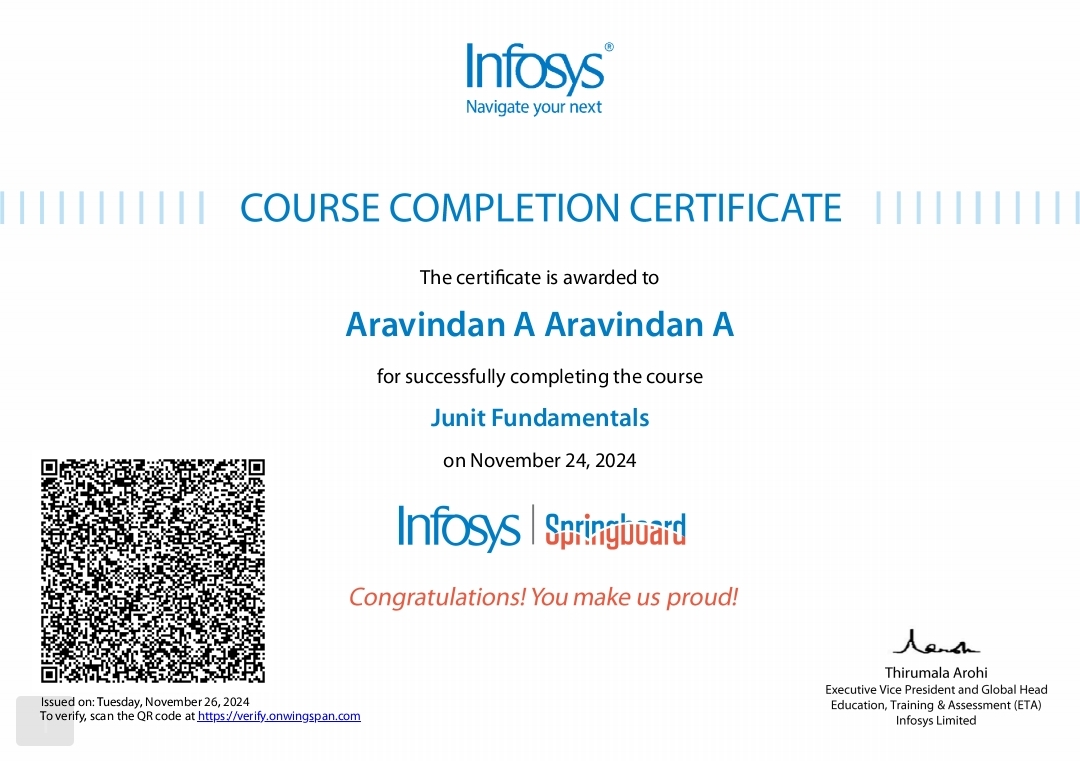 Infosys®
Navigate your next
COURSE COMPLETION CERTIFICATE
The certificate is awarded to
Aravindan A Aravindan A
for successfully completing the course
Junit Fundamentals
on November 24, 2024
Infosys | Springboard
Congratulations! You make us proud!
Thirumala Arohi
Executive Vice President and Global Head
Education, Training & Assessment (ETA)
Infosys Limited
Issued on: Tuesday, November 26, 2024
To verify, scan the QR code at https://verify.onwingspan.com